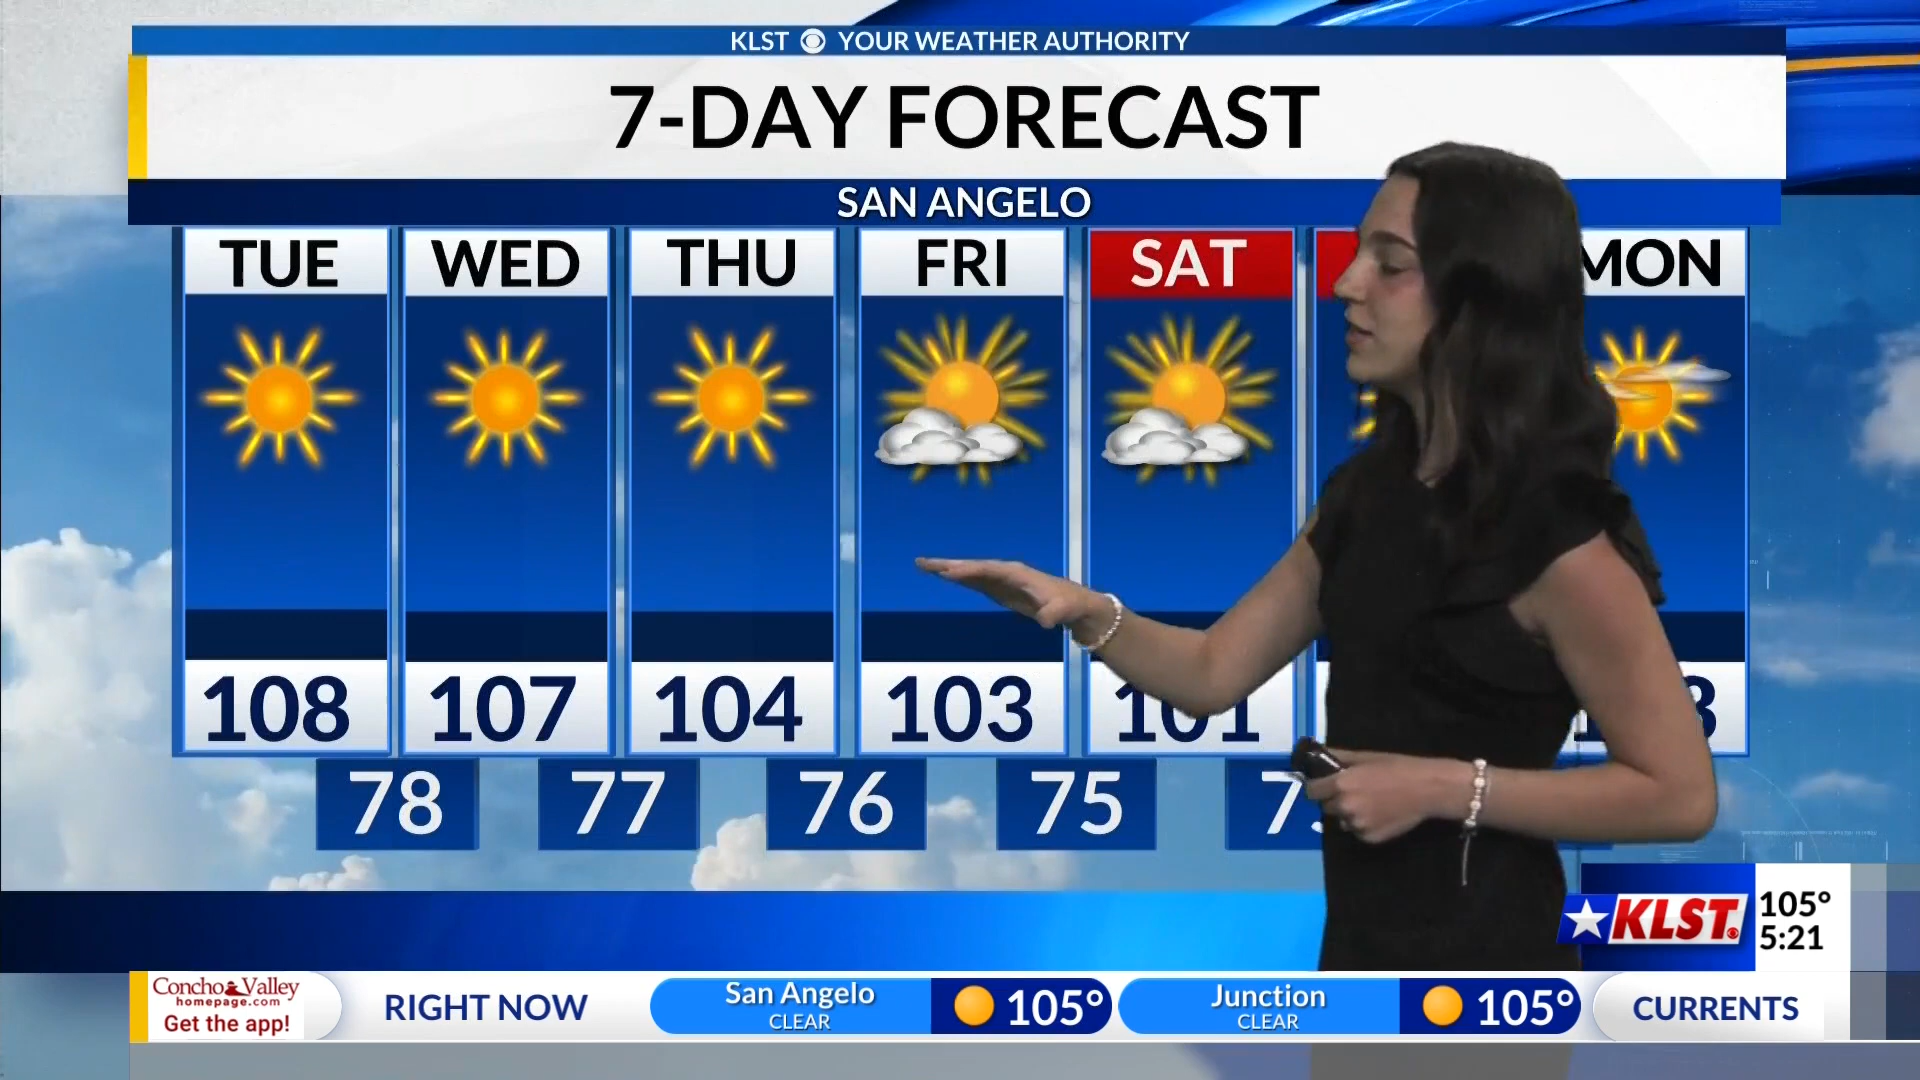 KLST YOUR WEATHER AUTHORITY
7-DAY FORECAST
SAN ANGELO
TUE WED THU FRI SAT MON
108 107 104 103 101
78 77 76 75
KLST
105°
5:21
Concho Valley
homepage.com
Get the app!
RIGHT NOW
San Angelo
CLEAR
105°
Junction
CLEAR
105°
CURRENTS